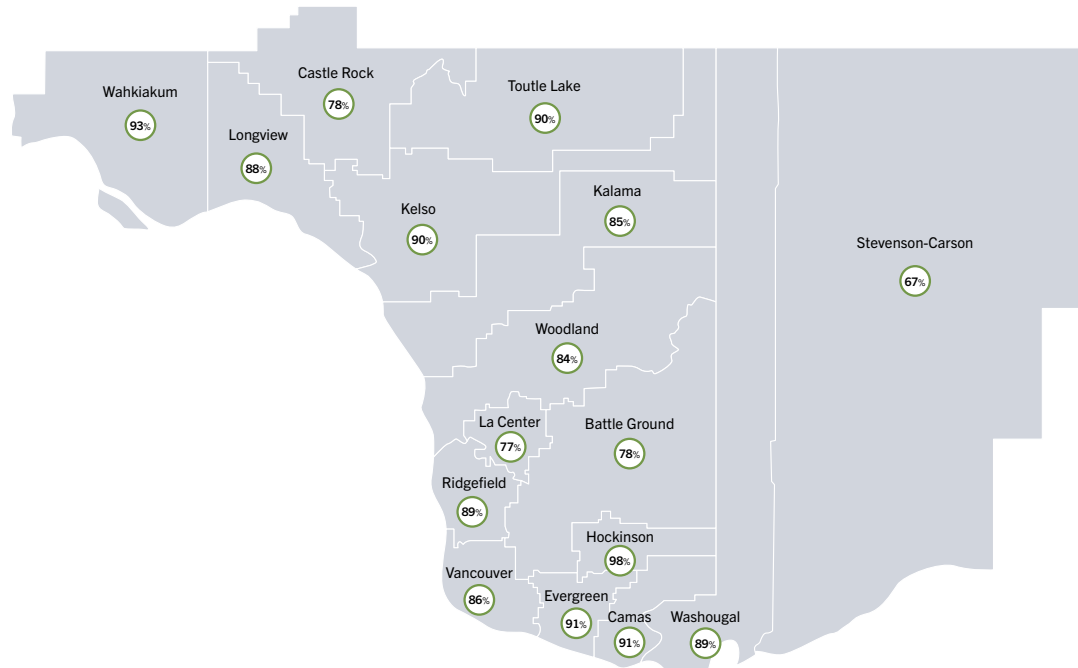 Castle Rock
78%
Toutle Lake
90%
Wahkiakum
93%
Longview
88%
Kelso
90%
Kalama
85%
Stevenson-Carson
67%
Woodland
84%
La Center
77%
Battle Ground
78%
Ridgefield
89%
Hockinson
98%
Vancouver
86%
Evergreen
91%
Camas
91%
Washougal
89%